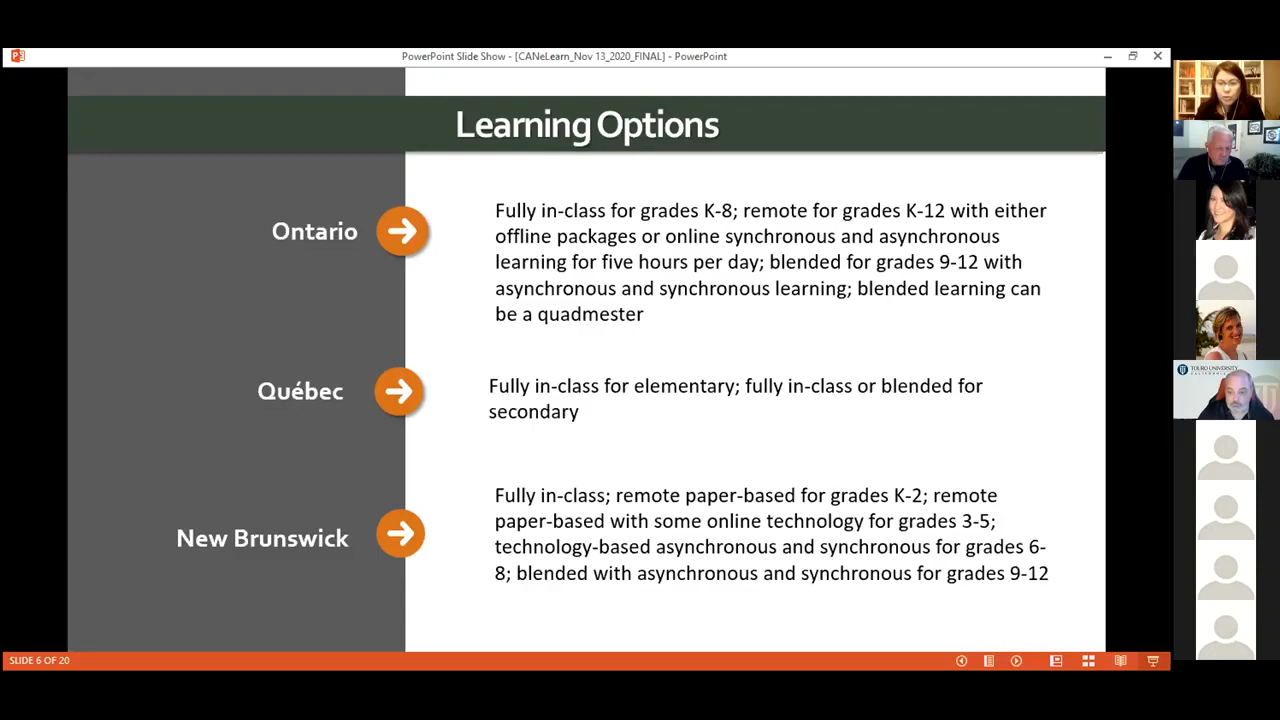 PowerPoint Slide Show - [CANeLearn_Nov 13_2020_FINAL] - PowerPoint
Learning Options
Ontario
Fully in-class for grades K-8; remote for grades K-12 with either
offline packages or online synchronous and asynchronous
learning for five hours per day; blended for grades 9-12 with
asynchronous and synchronous learning; blended learning can
be a quadmester
Québec
Fully in-class for elementary; fully in-class or blended for
secondary
New Brunswick
Fully in-class; remote paper-based for grades K-2; remote
paper-based with some online technology for grades 3-5;
technology-based asynchronous and synchronous for grades 6-
8; blended with asynchronous and synchronous for grades 9-12
SLIDE 6 OF 20
TOURO UNIVERSITY
CALIFORNIA